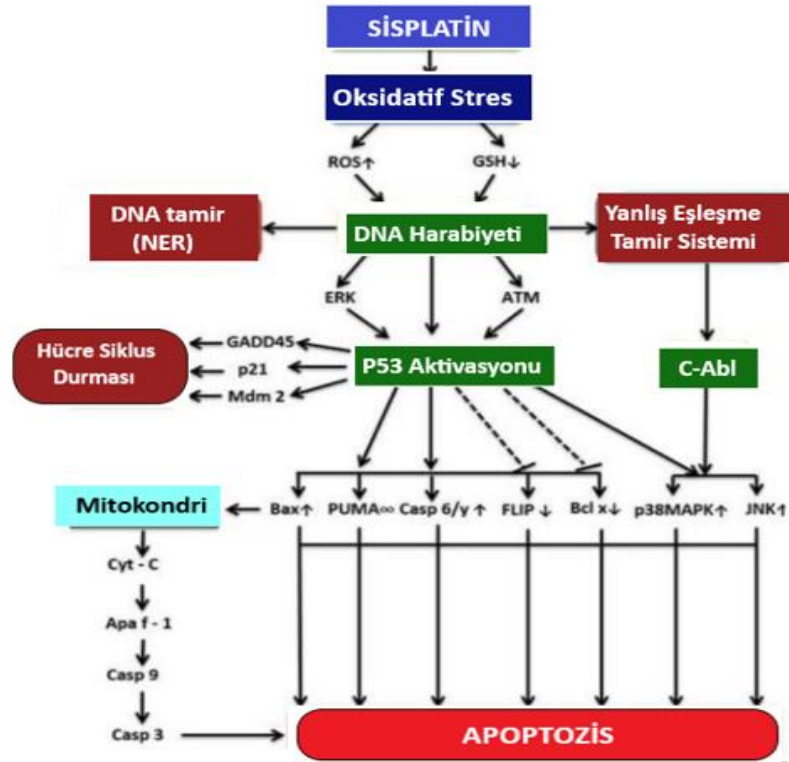 SİSPLATİN
Oksidatif Stres
ROS↑ GSH↓
DNA tamir
(NER)
DNA Harabiyeti
Yanlış Eşleşme
Tamir Sistemi
ERK ATM
Hücre Siklus
Durması
GADD45
p21
Mdm 2
P53 Aktivasyonu
C-Abl
Mitokondri
Bax↑ PUMA∞ Casp 6/y ↑ FLIP ↓ Bcl x↓ p38MAPK↑ JNK↑
Cyt - C
Apa f - 1
Casp 9
Casp 3
APOPTOZİS